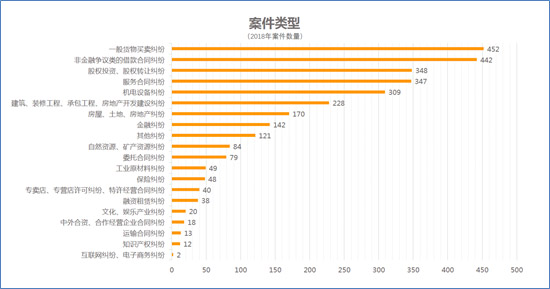 案件类型
（2018年案件数量）
一般货物买卖纠纷 452
非金融争议类的借款合同纠纷 442
股权投资、股权转让纠纷 348
服务合同纠纷 347
机电设备纠纷 309
建筑、装修工程、承包工程、房地产开发建设纠纷 228
房屋、土地、房地产纠纷 170
金融纠纷 142
其他纠纷 121
自然资源、矿产资源纠纷 84
委托合同纠纷 79
工业原材料纠纷 49
保险纠纷 48
专卖店、专营店许可纠纷、特许经营合同纠纷 40
融资租赁纠纷 38
文化、娱乐产业纠纷 20
中外合资、合作经营企业合同纠纷 18
运输合同纠纷 13
知识产权纠纷 12
互联网纠纷、电子商务纠纷 2
0 50 100 150 200 250 300 350 400 450 500